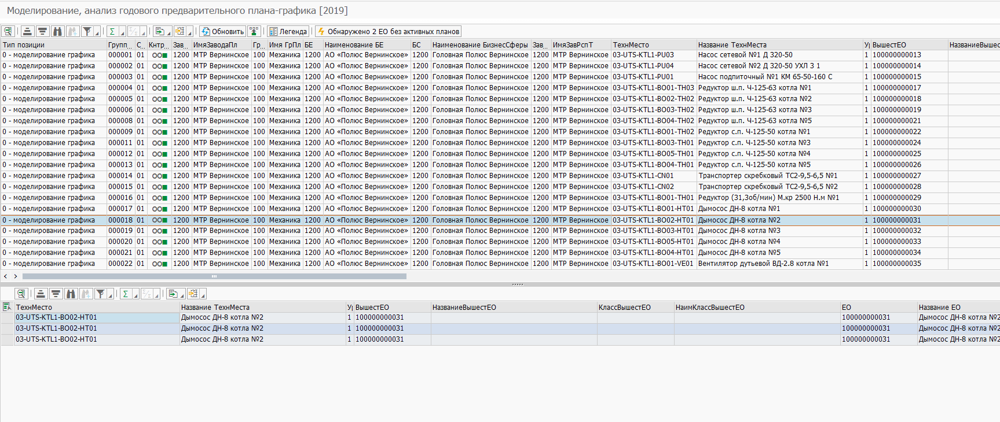 Моделирование, анализ годового предварительного плана-графика [2019]
Обновить Легенда Обнаружено 2 ЕО без активных планов
Тип позиции Групп... С... Кнтр... Зав... ИмяЗаводаПл Гр... Имя ГрПл БЕ Наименование БЕ БС Наименование БизнесСферы Зав... ИмяЗавРспТ ТехнМесто Название ТехнМеста Ур ВышестЕО НазваниеВышес
0 - моделирование графика 000001 01 1200 МТР Вернинское 100 Механика 1200 АО «Полюс Вернинское» 1200 Головная Полюс Вернинское 1200 МТР Вернинское 03-UTS-KTL1-PU03 Насос сетевой №1 Д 320-50 1 100000000013
0 - моделирование графика 000002 01 1200 МТР Вернинское 100 Механика 1200 АО «Полюс Вернинское» 1200 Головная Полюс Вернинское 1200 МТР Вернинское 03-UTS-KTL1-PU04 Насос сетевой №2 Д 320-50 УХЛ 3 1 1 100000000014
0 - моделирование графика 000003 01 1200 МТР Вернинское 100 Механика 1200 АО «Полюс Вернинское» 1200 Головная Полюс Вернинское 1200 МТР Вернинское 03-UTS-KTL1-PU01 Насос подпиточный №1 КМ 65-50-160 С 1 100000000015
0 - моделирование графика 000004 01 1200 МТР Вернинское 100 Механика 1200 АО «Полюс Вернинское» 1200 Головная Полюс Вернинское 1200 МТР Вернинское 03-UTS-KTL1-BO01-TH03 Редуктор ш.п. Ч-125-63 котла №1 1 100000000017
0 - моделирование графика 000005 01 1200 МТР Вернинское 100 Механика 1200 АО «Полюс Вернинское» 1200 Головная Полюс Вернинское 1200 МТР Вернинское 03-UTS-KTL1-BO02-TH02 Редуктор ш.п. Ч-125-63 котла №2 1 100000000018
0 - моделирование графика 000006 01 1200 МТР Вернинское 100 Механика 1200 АО «Полюс Вернинское» 1200 Головная Полюс Вернинское 1200 МТР Вернинское 03-UTS-KTL1-BO03-TH02 Редуктор ш.п. Ч-125-63 котла №3 1 100000000019
0 - моделирование графика 000008 01 1200 МТР Вернинское 100 Механика 1200 АО «Полюс Вернинское» 1200 Головная Полюс Вернинское 1200 МТР Вернинское 03-UTS-KTL1-BO04-TH02 Редуктор ш.п. Ч-125-63 котла №5 1 100000000021
0 - моделирование графика 000009 01 1200 МТР Вернинское 100 Механика 1200 АО «Полюс Вернинское» 1200 Головная Полюс Вернинское 1200 МТР Вернинское 03-UTS-KTL1-BO01-TH02 Редуктор с.п. Ч-125-50 котла №1 1 100000000022
0 - моделирование графика 000011 01 1200 МТР Вернинское 100 Механика 1200 АО «Полюс Вернинское» 1200 Головная Полюс Вернинское 1200 МТР Вернинское 03-UTS-KTL1-BO03-TH01 Редуктор с.п. Ч-125-50 котла №3 1 100000000024
0 - моделирование графика 000012 01 1200 МТР Вернинское 100 Механика 1200 АО «Полюс Вернинское» 1200 Головная Полюс Вернинское 1200 МТР Вернинское 03-UTS-KTL1-BO05-TH01 Редуктор с.п. Ч-125-50 котла №4 1 100000000025
0 - моделирование графика 000013 01 1200 МТР Вернинское 100 Механика 1200 АО «Полюс Вернинское» 1200 Головная Полюс Вернинское 1200 МТР Вернинское 03-UTS-KTL1-BO04-TH01 Редуктор с.п. Ч-125-50 котла №5 1 100000000026
0 - моделирование графика 000014 01 1200 МТР Вернинское 100 Механика 1200 АО «Полюс Вернинское» 1200 Головная Полюс Вернинское 1200 МТР Вернинское 03-UTS-KTL1-CN01 Транспортер скребковый ТС2-9,5-6,5 №1 1 100000000027
0 - моделирование графика 000015 01 1200 МТР Вернинское 100 Механика 1200 АО «Полюс Вернинское» 1200 Головная Полюс Вернинское 1200 МТР Вернинское 03-UTS-KTL1-CN02 Транспортер скребковый ТС2-9,5-6,5 №2 1 100000000028
0 - моделирование графика 000016 01 1200 МТР Вернинское 100 Механика 1200 АО «Полюс Вернинское» 1200 Головная Полюс Вернинское 1200 МТР Вернинское 03-UTS-KTL1-BO01-TH01 Редуктор (31,3об/мин) М.кр 2500 Н.м №1 1 100000000029
0 - моделирование графика 000017 01 1200 МТР Вернинское 100 Механика 1200 АО «Полюс Вернинское» 1200 Головная Полюс Вернинское 1200 МТР Вернинское 03-UTS-KTL1-BO01-HT01 Дымосос ДН-8 котла №1 1 100000000030
0 - моделирование графика 000018 01 1200 МТР Вернинское 100 Механика 1200 АО «Полюс Вернинское» 1200 Головная Полюс Вернинское 1200 МТР Вернинское 03-UTS-KTL1-BO02-HT01 Дымосос ДН-8 котла №2 1 100000000031
0 - моделирование графика 000019 01 1200 МТР Вернинское 100 Механика 1200 АО «Полюс Вернинское» 1200 Головная Полюс Вернинское 1200 МТР Вернинское 03-UTS-KTL1-BO03-HT01 Дымосос ДН-8 котла №3 1 100000000032
0 - моделирование графика 000020 01 1200 МТР Вернинское 100 Механика 1200 АО «Полюс Вернинское» 1200 Головная Полюс Вернинское 1200 МТР Вернинское 03-UTS-KTL1-BO05-HT01 Дымосос ДН-8 котла №4 1 100000000033
0 - моделирование графика 000021 01 1200 МТР Вернинское 100 Механика 1200 АО «Полюс Вернинское» 1200 Головная Полюс Вернинское 1200 МТР Вернинское 03-UTS-KTL1-BO04-HT01 Дымосос ДН-8 котла №5 1 100000000034
0 - моделирование графика 000022 01 1200 МТР Вернинское 100 Механика 1200 АО «Полюс Вернинское» 1200 Головная Полюс Вернинское 1200 МТР Вернинское 03-UTS-KTL1-BO01-VE01 Вентилятор дутьевой ВД-2.8 котла №1 1 100000000035
ТехнМесто Название ТехнМеста Ур ВышестЕО НазваниеВышестЕО КлассВышестЕО НаимКлассВышестЕО ЕО Название ЕО
03-UTS-KTL1-BO02-HT01 Дымосос ДН-8 котла №2 1 100000000031 100000000031 Дымосос ДН-8 котла №2
03-UTS-KTL1-BO02-HT01 Дымосос ДН-8 котла №2 1 100000000031 100000000031 Дымосос ДН-8 котла №2
03-UTS-KTL1-BO02-HT01 Дымосос ДН-8 котла №2 1 100000000031 100000000031 Дымосос ДН-8 котла №2